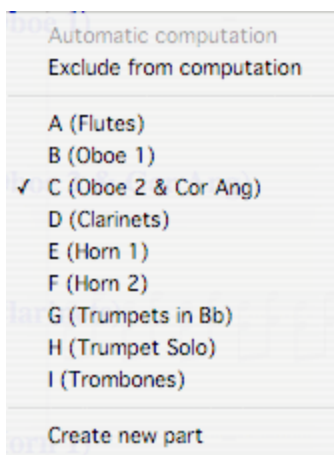 Automatic computation
Exclude from computation
A (Flutes)
B (Oboe 1)
✓ C (Oboe 2 & Cor Ang)
D (Clarinets)
E (Horn 1)
F (Horn 2)
G (Trumpets in Bb)
H (Trumpet Solo)
I (Trombones)
Create new part